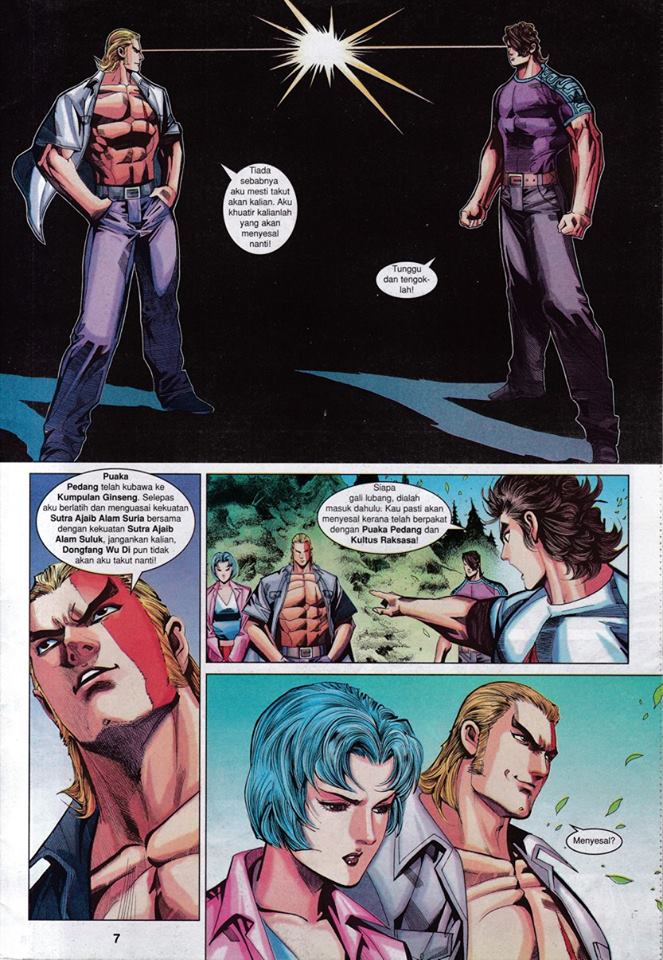 Tiada
sebabnya
aku mesti takut
akan kalian. Aku
khuatir kalianlah
yang akan
menyesal
nanti!
Tunggu
dan tengok-
lah!
Puaka
Pedang telah kubawa ke
Kumpulan Ginseng. Selepas
aku berlatih dan menguasai kekuatan
Sutra Ajaib Alam Suria bersama
dengan kekuatan Sutra Ajaib
Alam Suluk, jangankan kalian,
Dongfang Wu Di pun tidak
akan aku takut nanti!
Siapa
gali lubang, dialah
masuk dahulu. Kau pasti akan
menyesal kerana telah berpakat
dengan Puaka Pedang dan
Kultus Raksasa!
Menyesal?
7